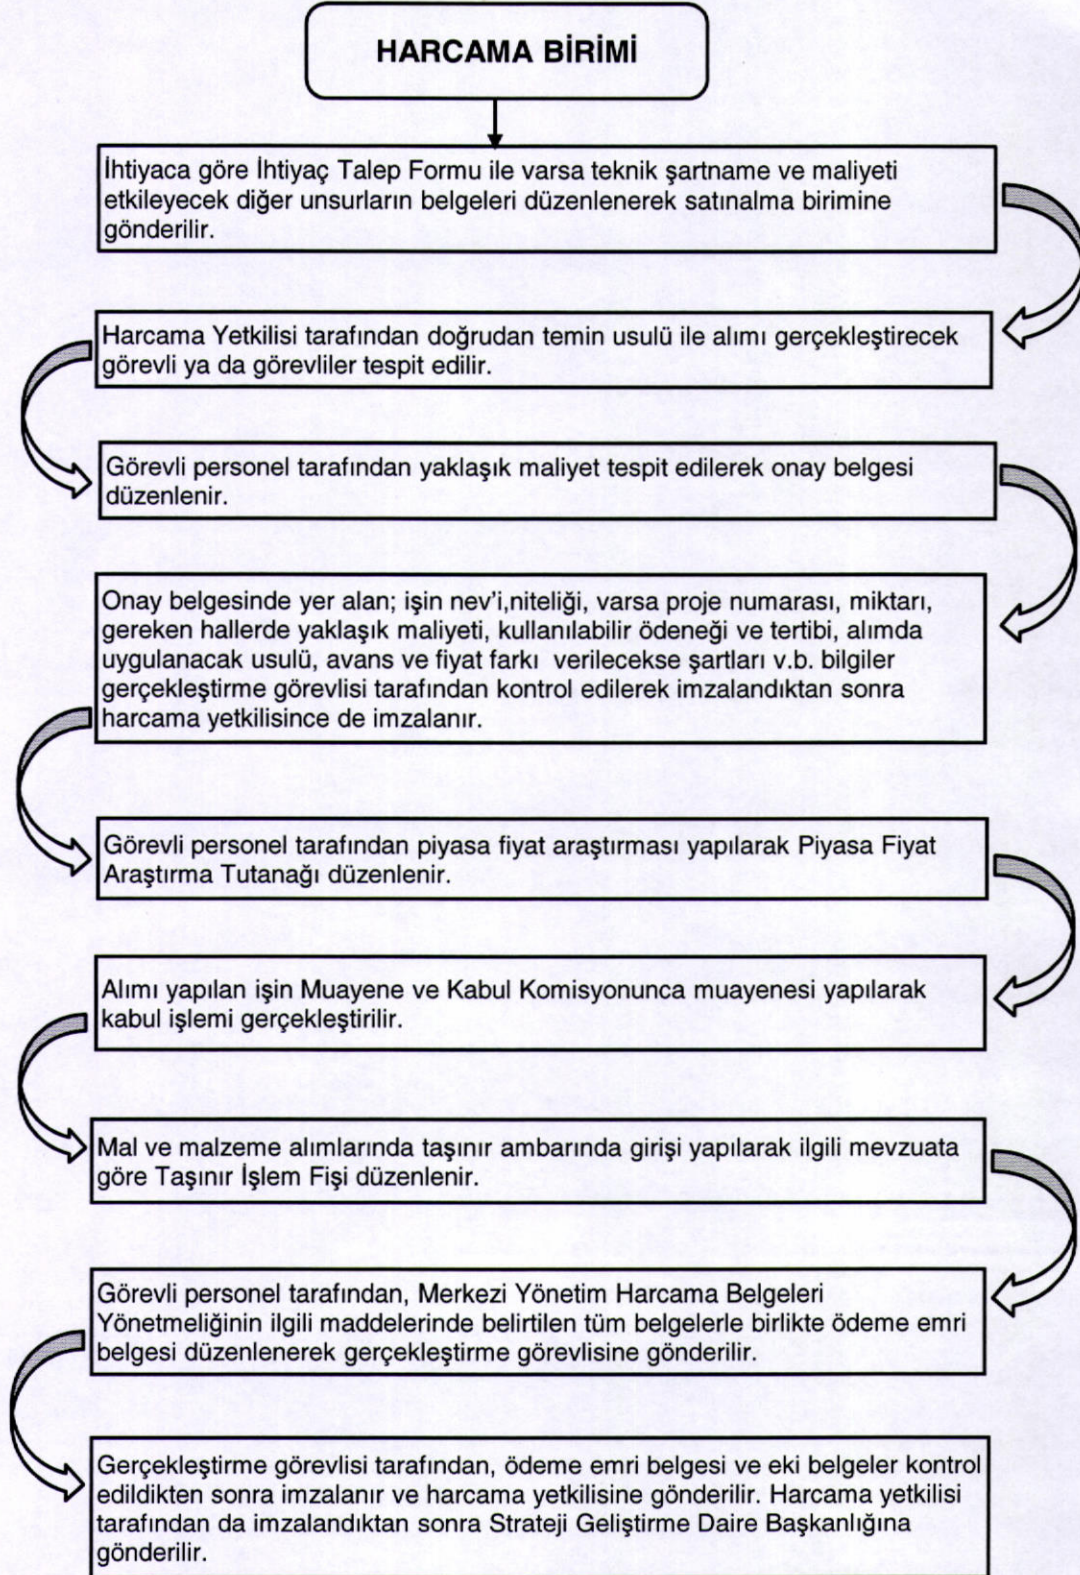 HARCAMA BİRİMİ
İhtiyaca göre İhtiyaç Talep Formu ile varsa teknik şartname ve maliyeti
etkileyecek diğer unsurların belgeleri düzenlenerek satınalma birimine
gönderilir.
Harcama Yetkilisi tarafından doğrudan temin usulü ile alımı gerçekleştirecek
görevli ya da görevliler tespit edilir.
Görevli personel tarafından yaklaşık maliyet tespit edilerek onay belgesi
düzenlenir.
Onay belgesinde yer alan; işin nev'i,niteliği, varsa proje numarası, miktarı,
gereken hallerde yaklaşık maliyeti, kullanılabilir ödeneği ve tertibi, alımda
uygulanacak usulü, avans ve fiyat farkı verilecekse şartları v.b. bilgiler
gerçekleştirme görevlisi tarafından kontrol edilerek imzalandıktan sonra
harcama yetkilisince de imzalanır.
Görevli personel tarafından piyasa fiyat araştırması yapılarak Piyasa Fiyat
Araştırma Tutanağı düzenlenir.
Alımı yapılan işin Muayene ve Kabul Komisyonunca muayenesi yapılarak
kabul işlemi gerçekleştirilir.
Mal ve malzeme alımlarında taşınır ambarında girişi yapılarak ilgili mevzuata
göre Taşınır İşlem Fişi düzenlenir.
Görevli personel tarafından, Merkezi Yönetim Harcama Belgeleri
Yönetmeliğinin ilgili maddelerinde belirtilen tüm belgelerle birlikte ödeme emri
belgesi düzenlenerek gerçekleştirme görevlisine gönderilir.
Gerçekleştirme görevlisi tarafından, ödeme emri belgesi ve eki belgeler kontrol
edildikten sonra imzalanır ve harcama yetkilisine gönderilir. Harcama yetkilisi
tarafından da imzalandıktan sonra Strateji Geliştirme Daire Başkanlığına
gönderilir.